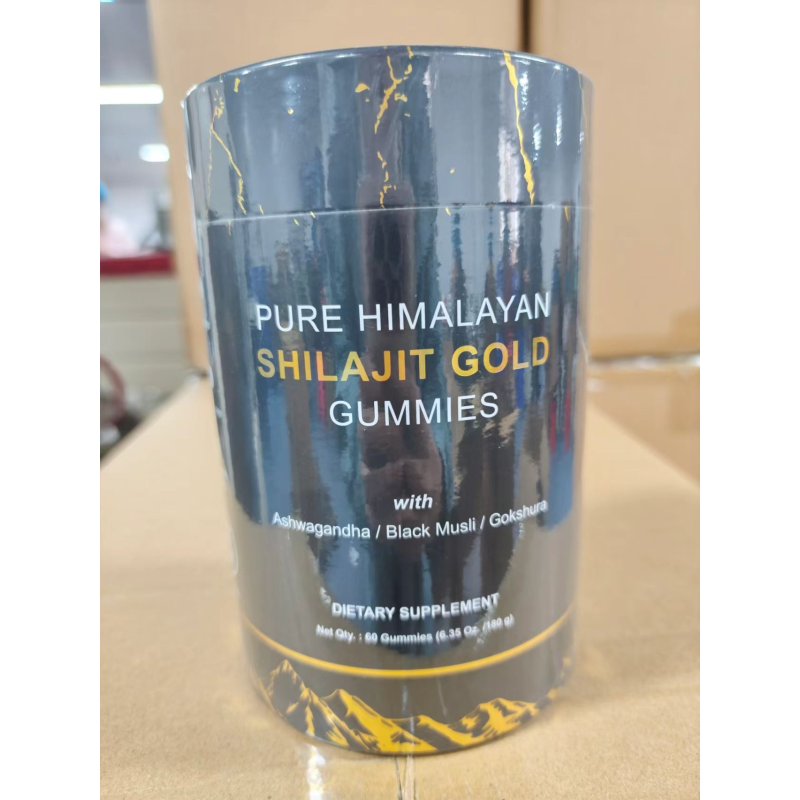 PURE HIMALAYAN
SHILAJIT GOLD
GUMMIES
with
Ashwagandha / Black Musli / Gokshura
DIETARY SUPPLEMENT
Net Qty. : 60 Gummies (6.35 Oz. /180 g)